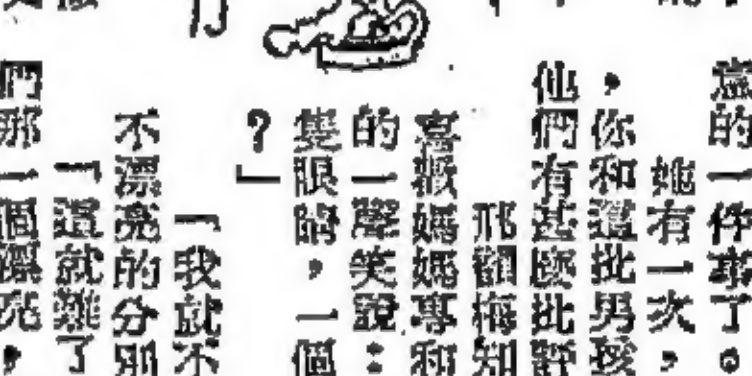 的一件事了。
她有一次，
，你和這批男孩
他們有甚麼批評
知
媽媽專和
的一聲笑說：
隻眼睛，一個
？」
「我就不
不漂亮的分別
「這就難了
們那一個漂亮，